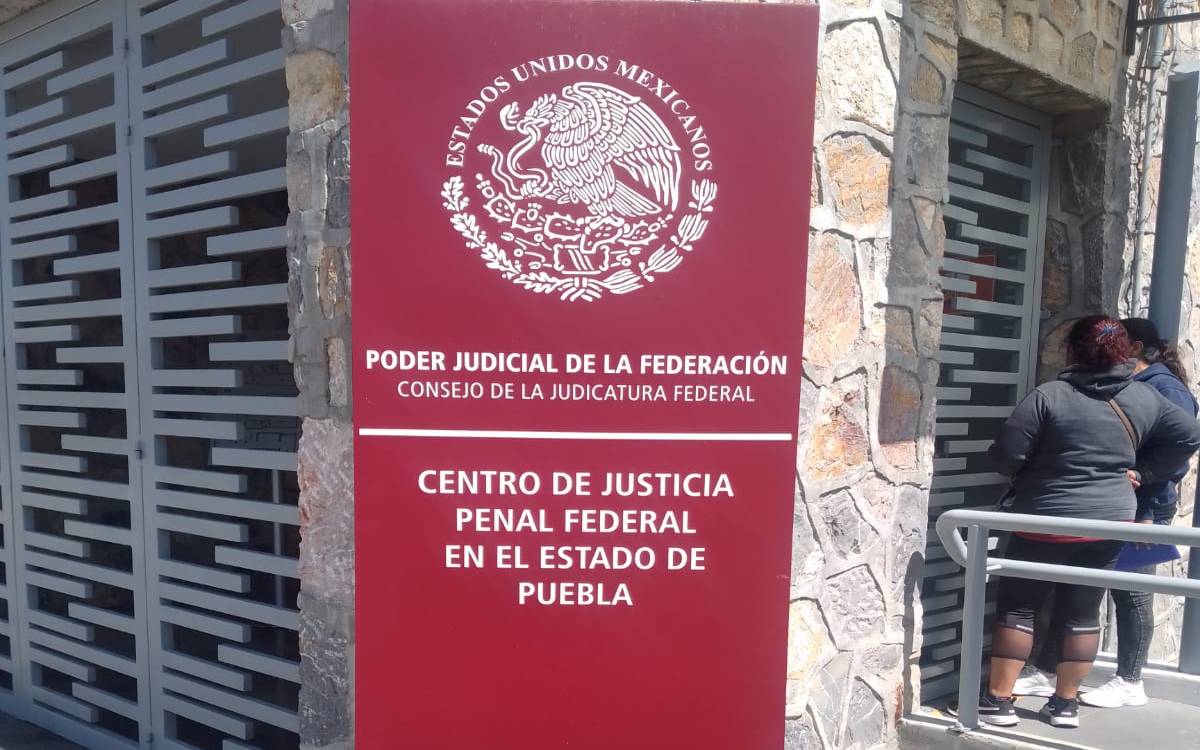 ESTADOS UNIDOS MEXICANOS
PODER JUDICIAL DE LA FEDERACIÓN
CONSEJO DE LA JUDICATURA FEDERAL
CENTRO DE JUSTICIA
PENAL FEDERAL
EN EL ESTADO DE
PUEBLA